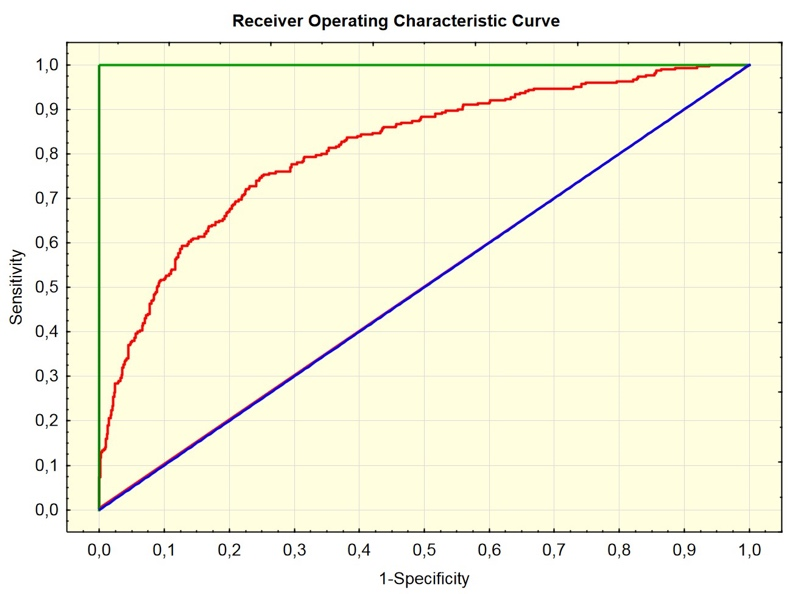 Receiver Operating Characteristic Curve
1,0
0,9
0,8
0,7
0,6
0,5
0,4
0,3
0,2
0,1
0,0
Sensitivity
0,0 0,1 0,2 0,3 0,4 0,5 0,6 0,7 0,8 0,9 1,0
1-Specificity